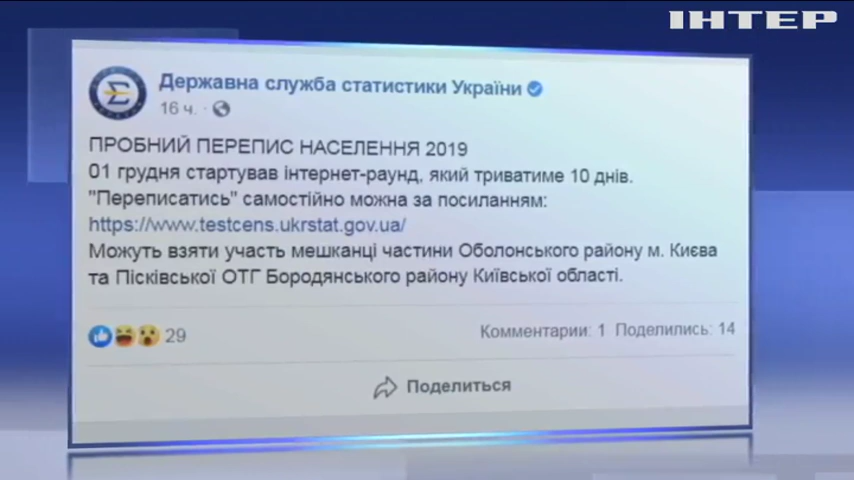 ІНТЕР
Державна служба статистики України
16 ч. ·
ПРОБНИЙ ПЕРЕПИС НАСЕЛЕННЯ 2019
01 грудня стартував інтернет-раунд, який триватиме 10 днів.
"Переписатись" самостійно можна за посиланням:
https://www.testcens.ukrstat.gov.ua/
Можуть взяти участь мешканці частини Оболонського району м. Києва
та Пісківської ОТГ Бородянського району Київської області.
29 Комментарии: 1 Поделились: 14
Поделиться